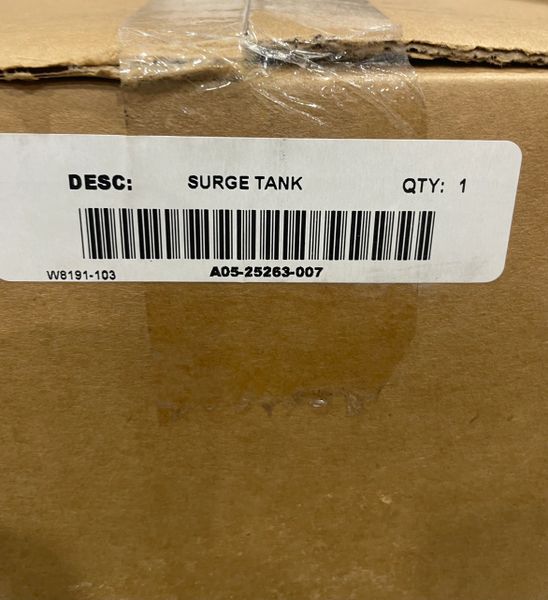 DESC: SURGE TANK QTY: 1
W8191-103 A05-25263-007